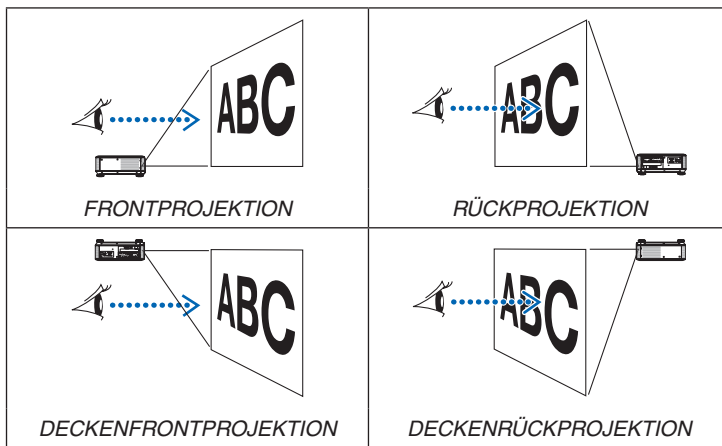 ABC
ABC
FRONTPROJEKTION
RÜCKPROJEKTION
ABC
ABC
DECKENFRONTPROJEKTION
DECKENRÜCKPROJEKTION